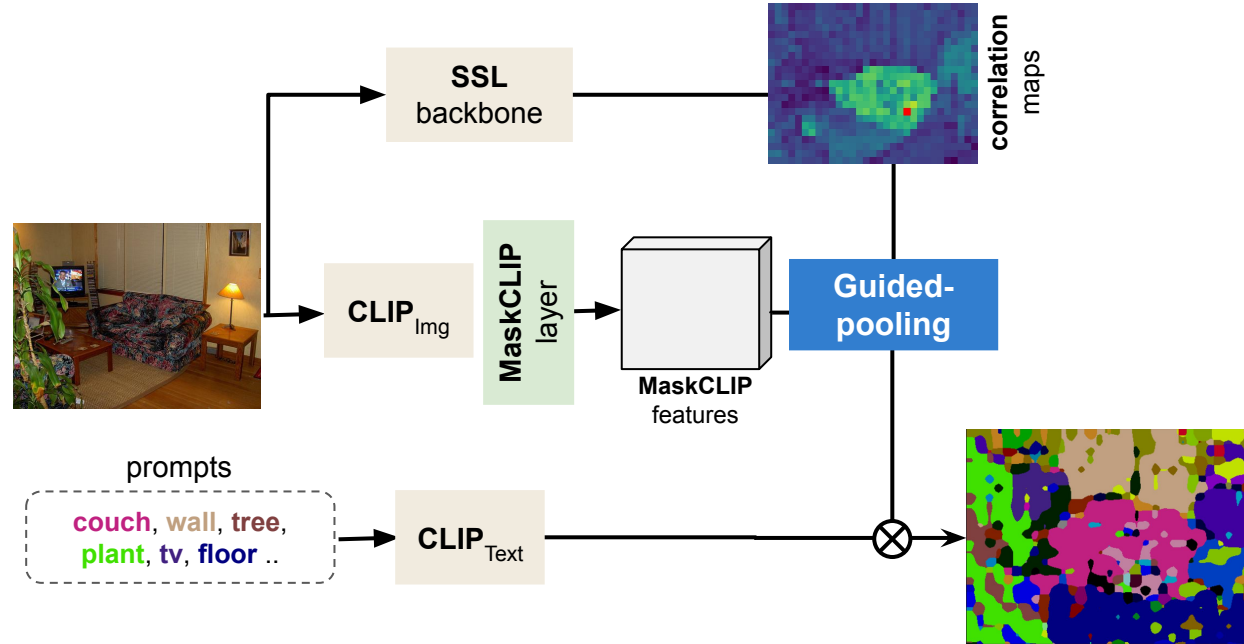 SSL
backbone
correlation
maps
CLIP Img
MaskCLIP
layer
Guided-
pooling
MaskCLIP
features
prompts
couch, wall, tree,
plant, tv, floor ..
CLIP Text